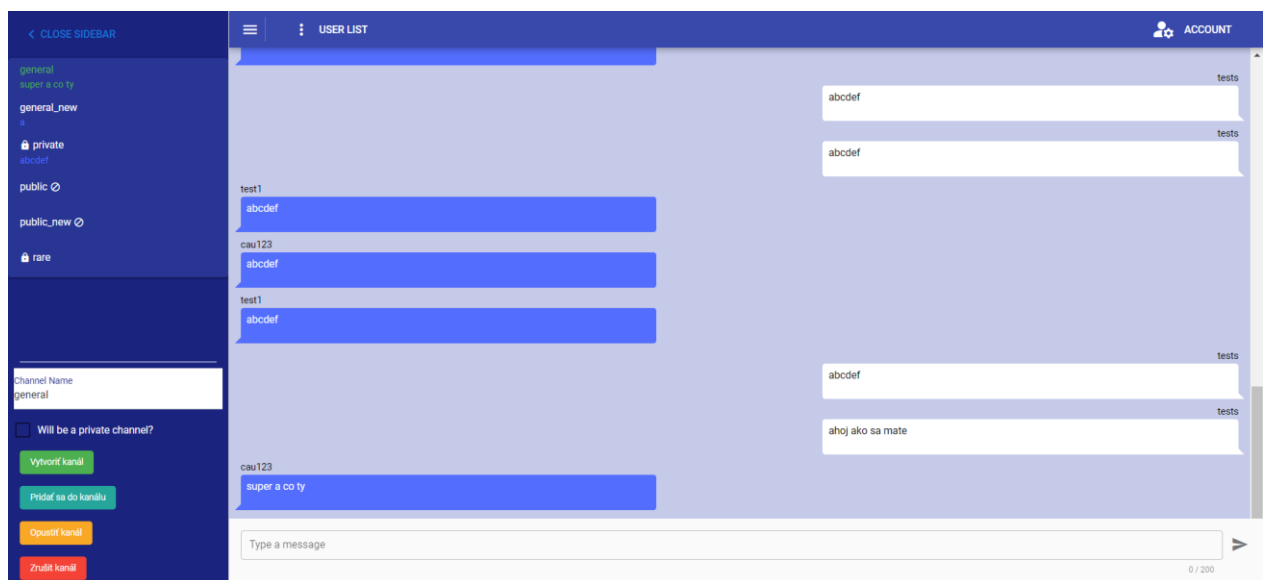 CLOSE SIDEBAR
general
super a co ty
general_new
a
private
abcdef
public
public_new
rare
Channel Name
general
Will be a private channel?
Vytvoriť kanál
Pridať sa do kanálu
Opustiť kanál
Zrušit kanál
USER LIST
ACCOUNT
tests
abcdef
tests
abcdef
test1
abcdef
cau123
abcdef
test1
abcdef
tests
abcdef
tests
ahoj ako sa mate
cau123
super a co ty
Type a message
0 / 200